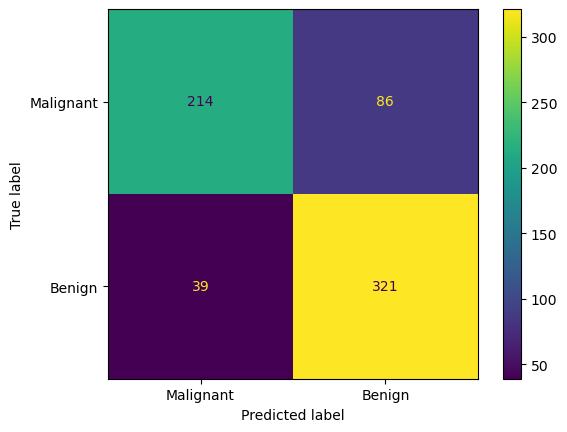 Malignant
Benign
True label
214
86
39
321
Malignant
Benign
Predicted label
300
250
200
150
100
50